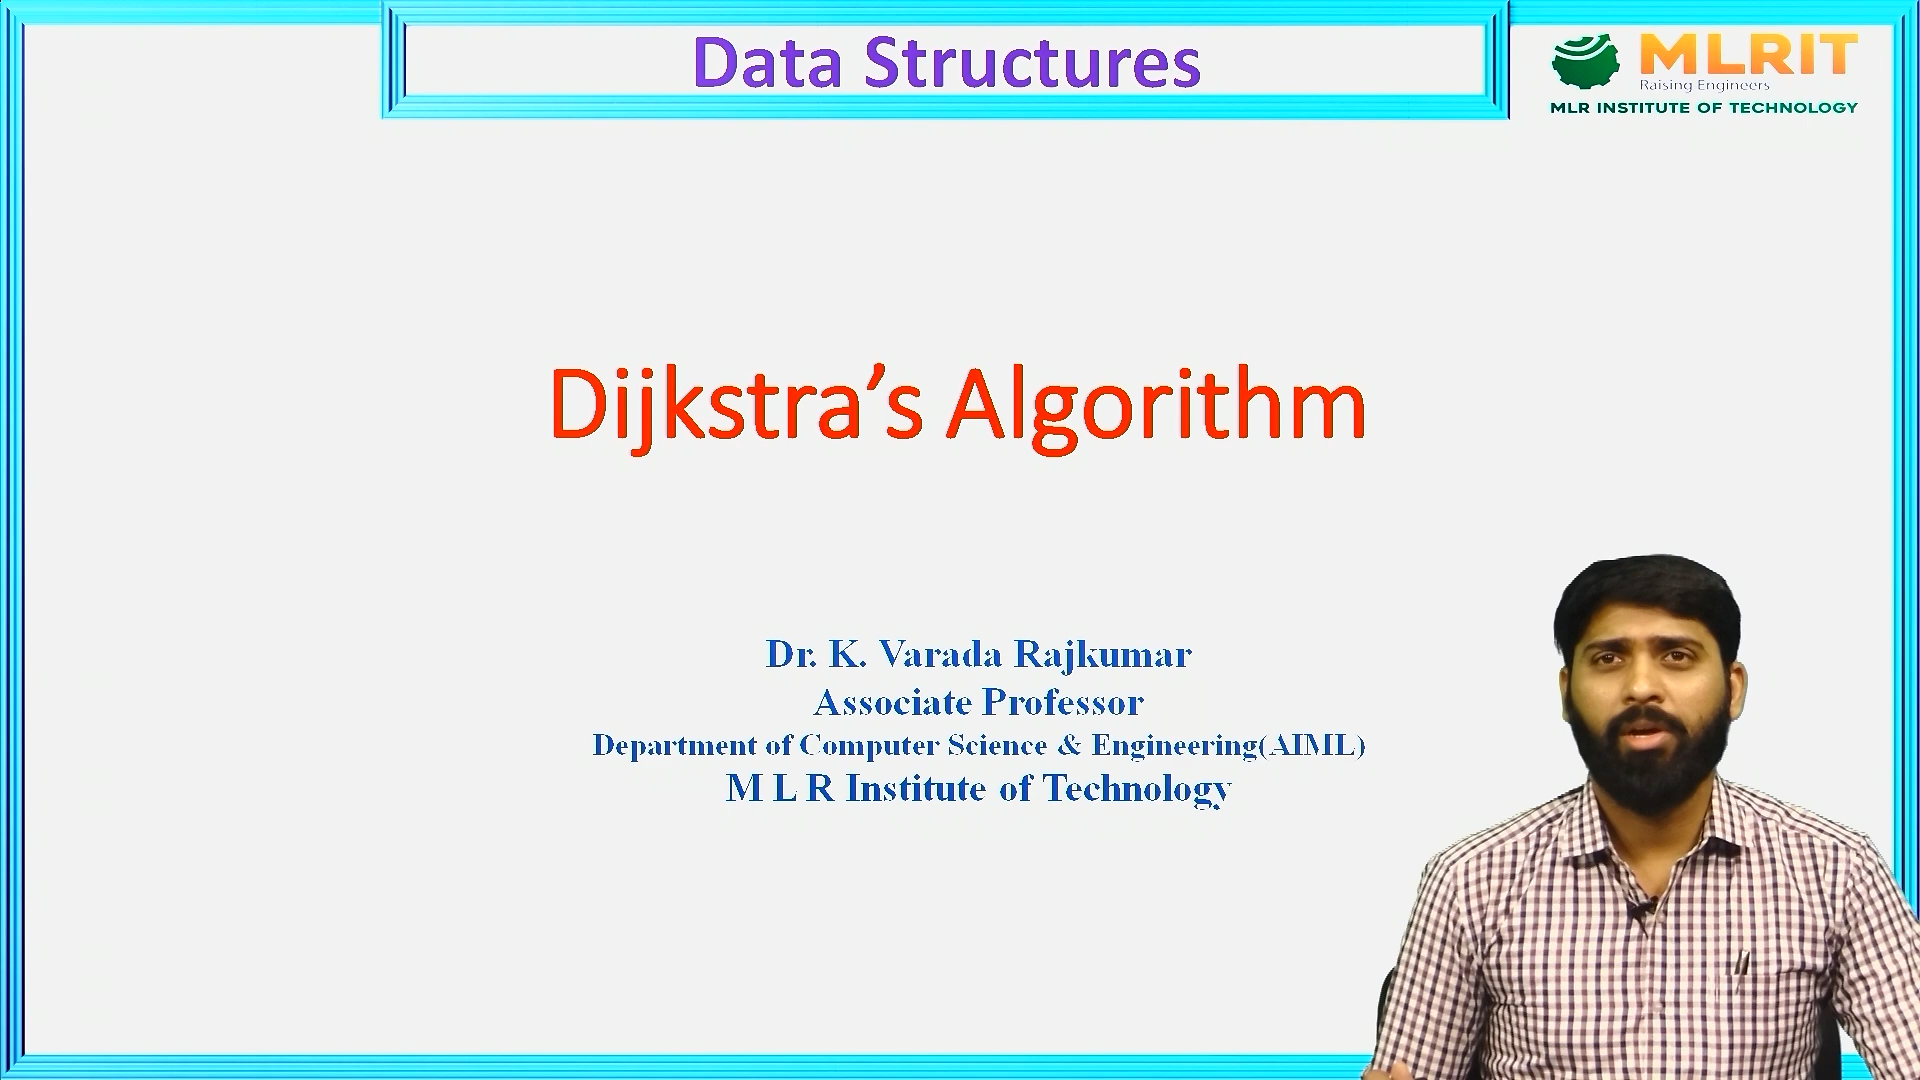 Data Structures
MLRIT
Raising Engineers
MLR INSTITUTE OF TECHNOLOGY
Dijkstra’s Algorithm
Dr. K. Varada Rajkumar
Associate Professor
Department of Computer Science & Engineering(AIML)
M L R Institute of Technology